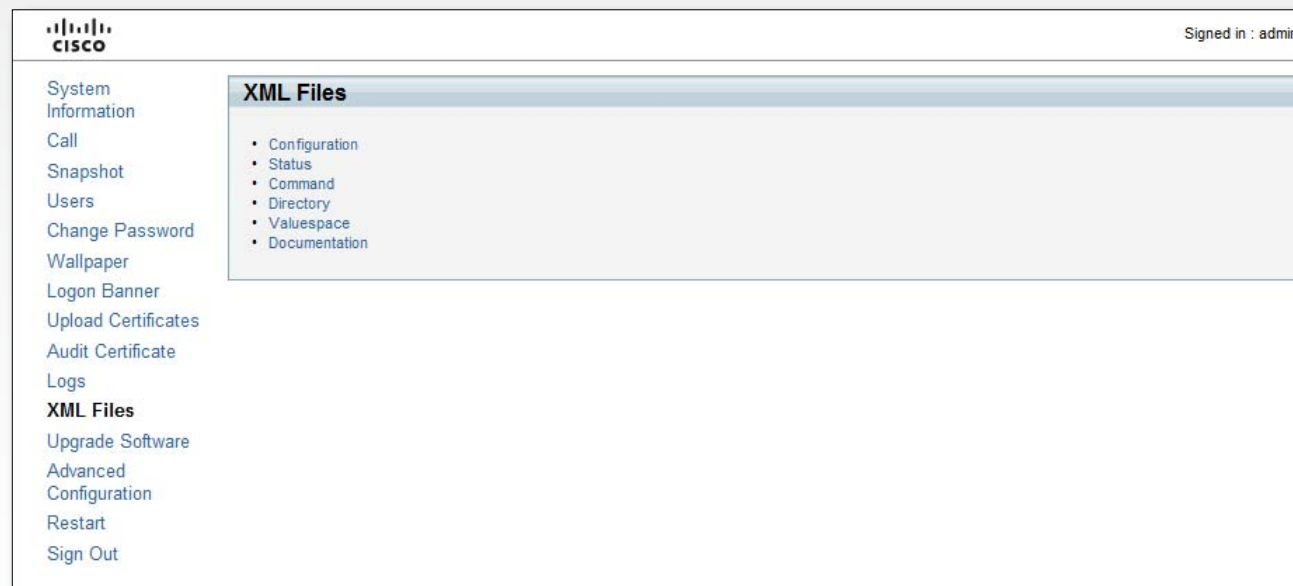 CISCO
Signed in : admin
System
Information
Call
Snapshot
Users
Change Password
Wallpaper
Logon Banner
Upload Certificates
Audit Certificate
Logs
XML Files
Upgrade Software
Advanced
Configuration
Restart
Sign Out
XML Files
• Configuration
• Status
• Command
• Directory
• Valuespace
• Documentation